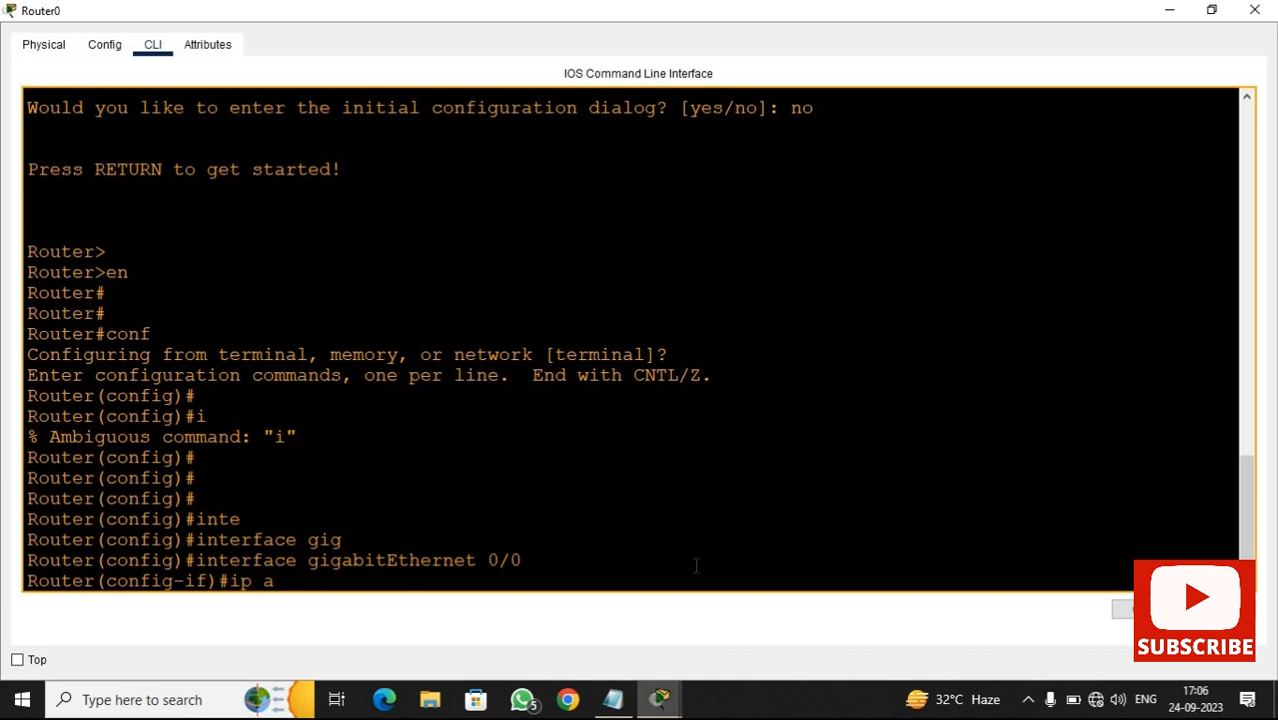 Router0
Physical Config CLI Attributes
IOS Command Line Interface
Would you like to enter the initial configuration dialog? [yes/no]: no
Press RETURN to get started!
Router>
Router>en
Router#
Router#
Router#conf
Configuring from terminal, memory, or network [terminal]?
Enter configuration commands, one per line.  End with CNTL/Z.
Router(config)#
Router(config)#i
% Ambiguous command: "i"
Router(config)#
Router(config)#
Router(config)#
Router(config)#inte
Router(config)#interface gig
Router(config)#interface gigabitEthernet 0/0
Router(config-if)#ip a
SUBSCRIBE
Top
Type here to search
5
32°C Haze
ENG
17:06
24-09-2023